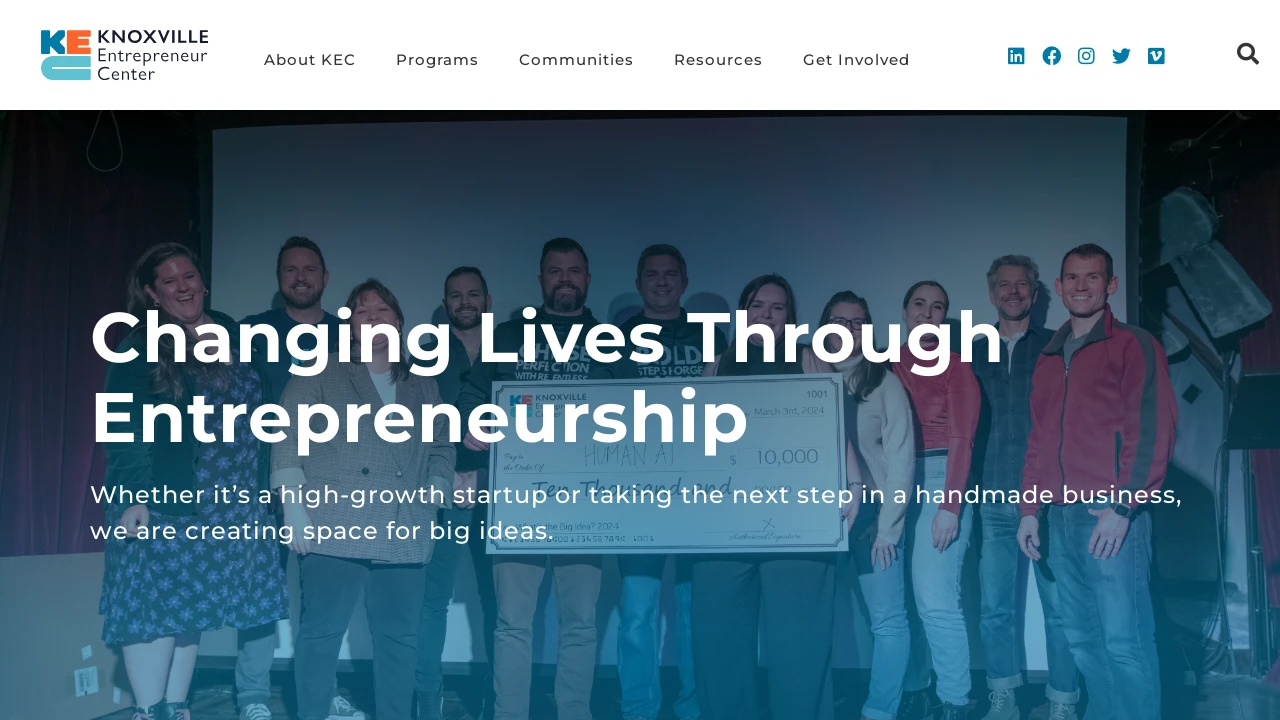 KNOXVILLE
Entrepreneur
Center
About KEC
Programs
Communities
Resources
Get Involved
Changing Lives Through
Entrepreneurship
Whether it’s a high-growth startup or taking the next step in a handmade business,
we are creating space for big ideas.
PERFECTION
KNOXVILLE
1001
March 3rd, 2024
Pay to
the Order Of
HUMAN AI
$ 10,000
Ten Thousand and
the Big Idea? 2024
Authorized Signature